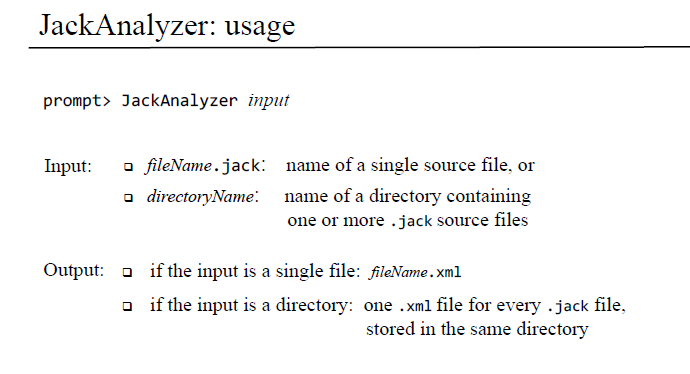 JackAnalyzer: usage
prompt> JackAnalyzer input
Input: ❑ fileName.jack: name of a single source file, or
❑ directoryName: name of a directory containing
one or more .jack source files
Output: ❑ if the input is a single file: fileName.xml
❑ if the input is a directory: one .xml file for every .jack file,
stored in the same directory